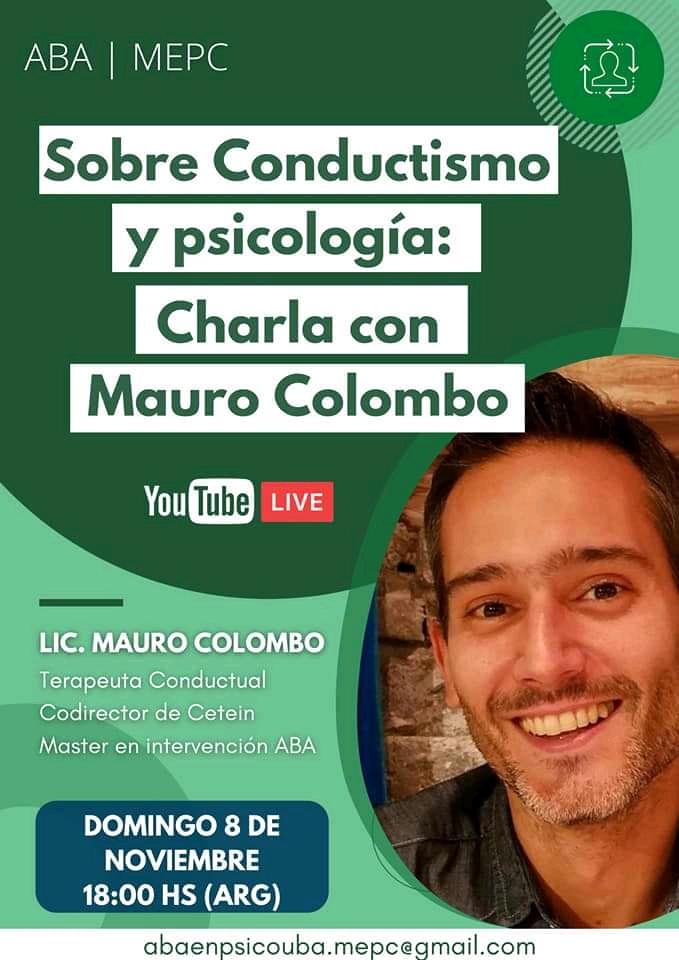 ABA | MEPC
Sobre Conductismo
y psicología:
Charla con
Mauro Colombo
YouTube LIVE
LIC. MAURO COLOMBO
Terapeuta Conductual
Codirector de Cetein
Master en intervención ABA
DOMINGO 8 DE
NOVIEMBRE
18:00 HS (ARG)
abaenpsicouba.mepc@gmail.com